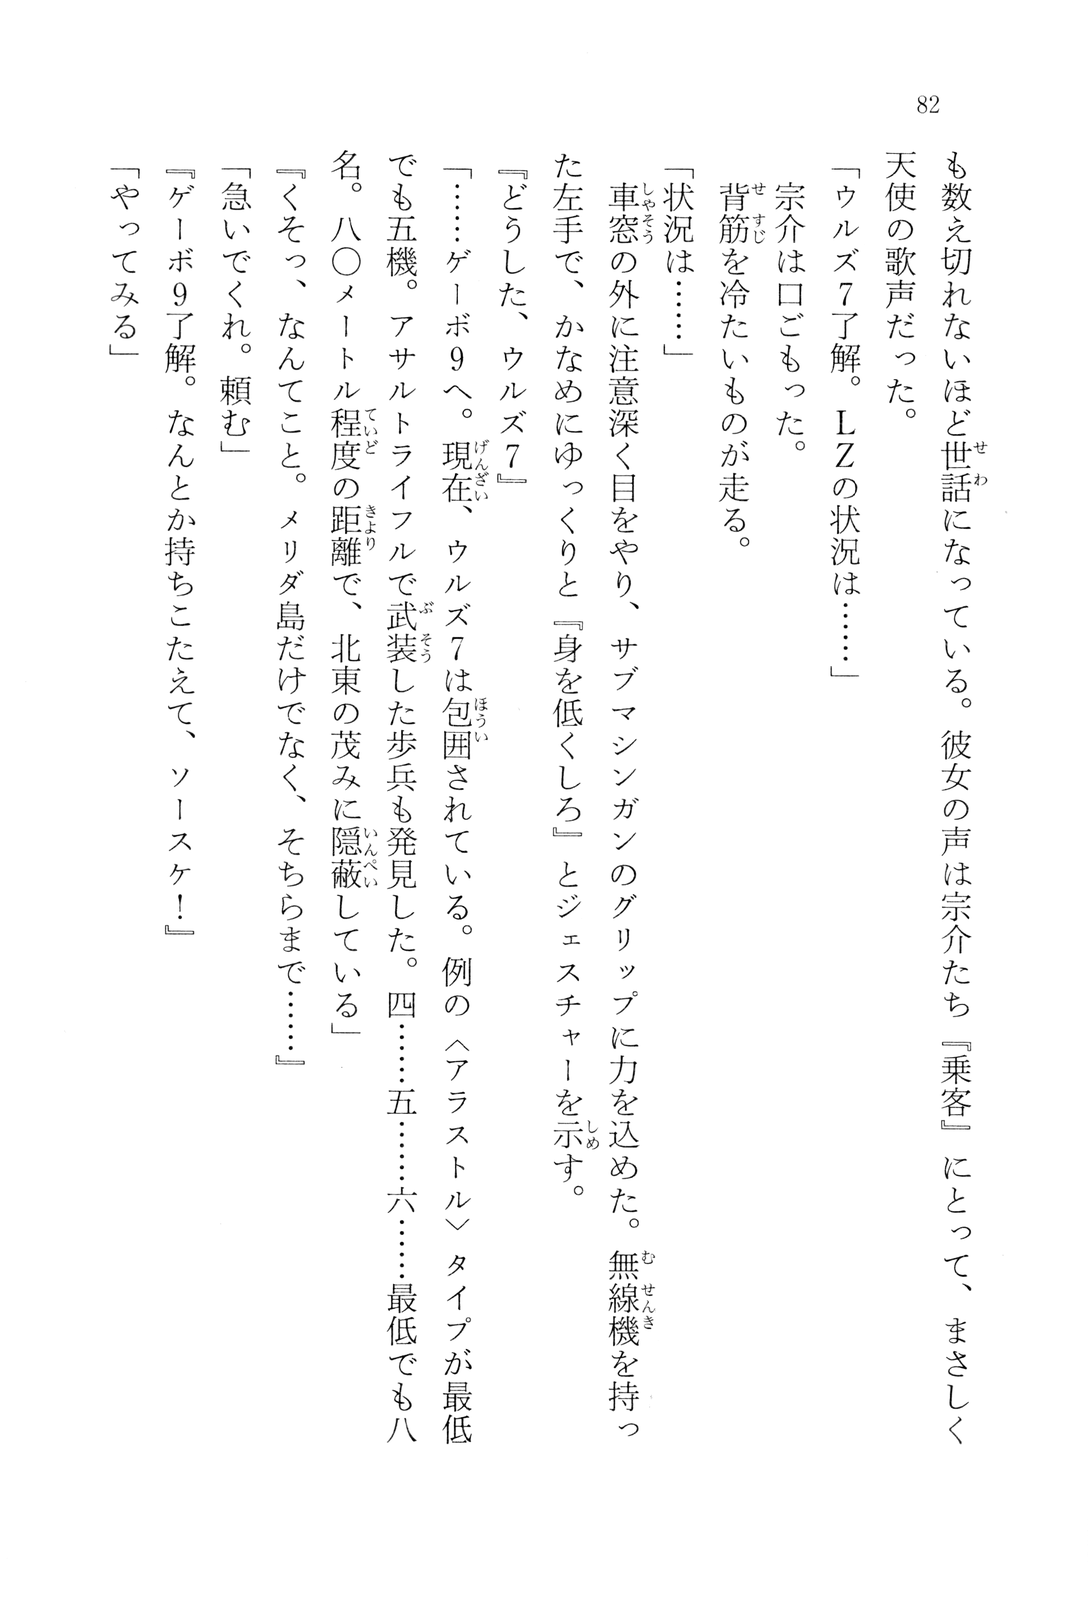 82
も数え切れないほど世話になっている。彼女の声は宗介たち『乗客』にとって、まさしく
天使の歌声だった。
「ウルズ７了解。ＬＺの状況は……」
　宗介は口ごもった。
　背筋を冷たいものが走る。
「状況は……」
　車窓の外に注意深く目をやり、サブマシンガンのグリップに力を込めた。無線機を持っ
た左手で、かなめにゆっくりと『身を低くしろ』とジェスチャーを示す。
『どうした、ウルズ７』
「……ゲーボ９へ。現在、ウルズ７は包囲されている。例の〈アラストル〉タイプが最低
でも五機。アサルトライフルで武装した歩兵も発見した。四……五……六……最低でも八
名。八〇メートル程度の距離で、北東の茂みに隠蔽している」
『くそっ、なんてこと。メリダ島だけでなく、そちらまで……』
「急いでくれ。頼む」
『ゲーボ９了解。なんとか持ちこたえて、ソースケ！』
「やってみる」